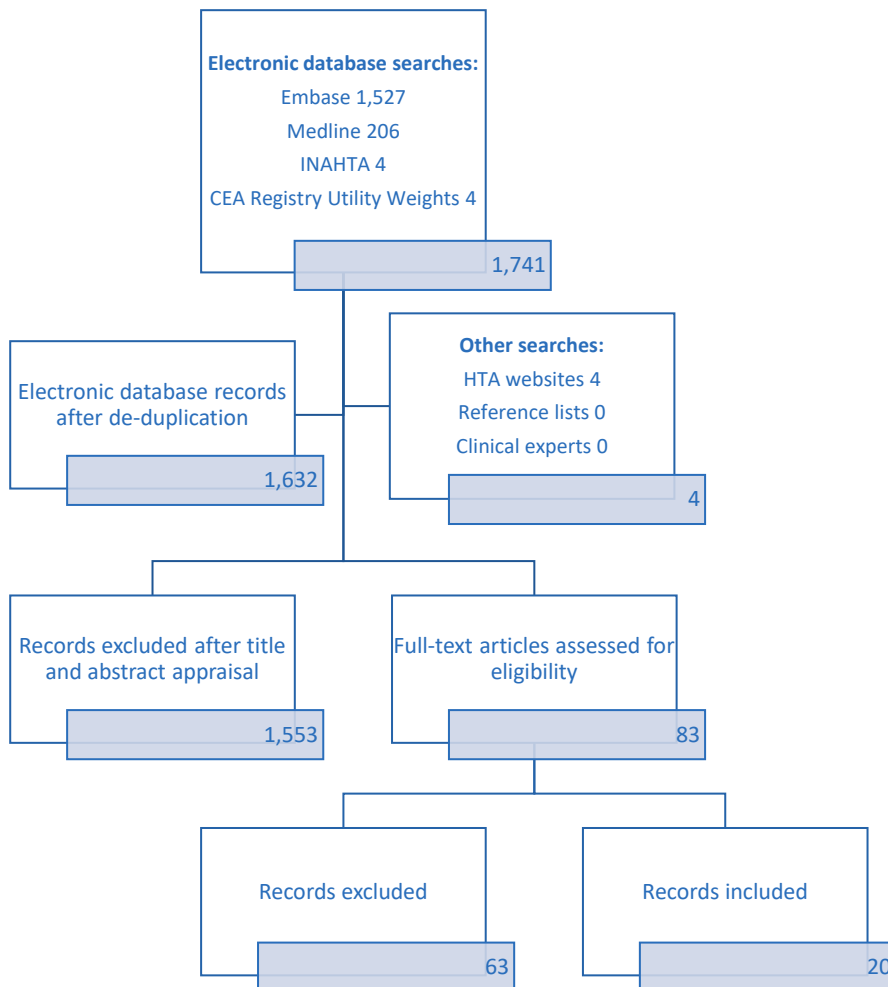 Electronic database searches:
Embase 1,527
Medline 206
INAHTA 4
CEA Registry Utility Weights 4
1,741
Electronic database records
after de-duplication
1,632
Other searches:
HTA websites 4
Reference lists 0
Clinical experts 0
4
Records excluded after title
and abstract appraisal
1,553
Full-text articles assessed for
eligibility
83
Records excluded
63
Records included
20